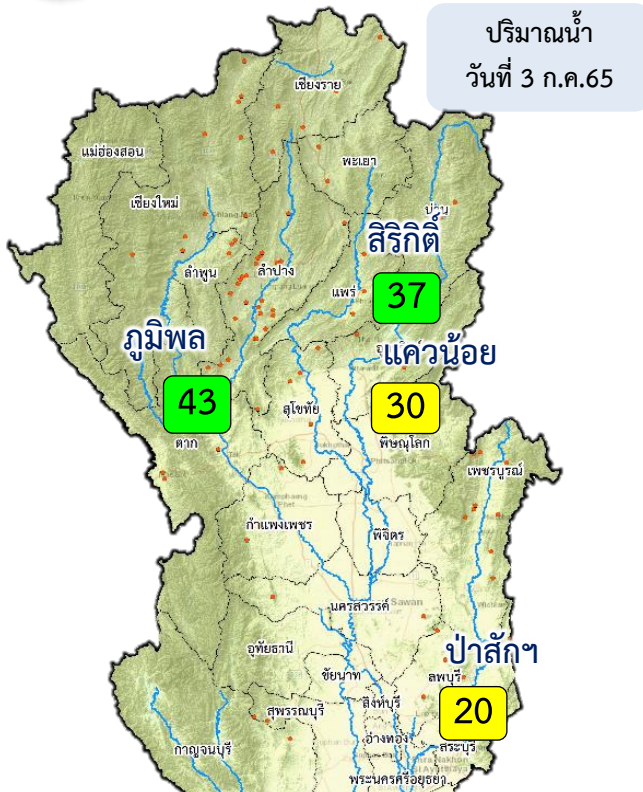 ปริมาณน้ำ
วันที่ 3 ก.ค.65
เชียงราย
แม่ฮ่องสอน
พะเยา
เชียงใหม่
น่าน
สิริกิติ์
ลำพูน
ลำปาง
แพร่
37
ภูมิพล
แควน้อย
43
30
สุโขทัย
ตาก
พิษณุโลก
เพชรบูรณ์
กำแพงเพชร
พิจิตร
นครสวรรค์
Sawan
อุทัยธานี
ป่าสักฯ
ชัยนาท
ลพบุรี
สิงห์บุรี
สุพรรณบุรี
20
อ่างทอง
สระบุรี
กาญจนบุรี
พระนครศรีอยุธยา